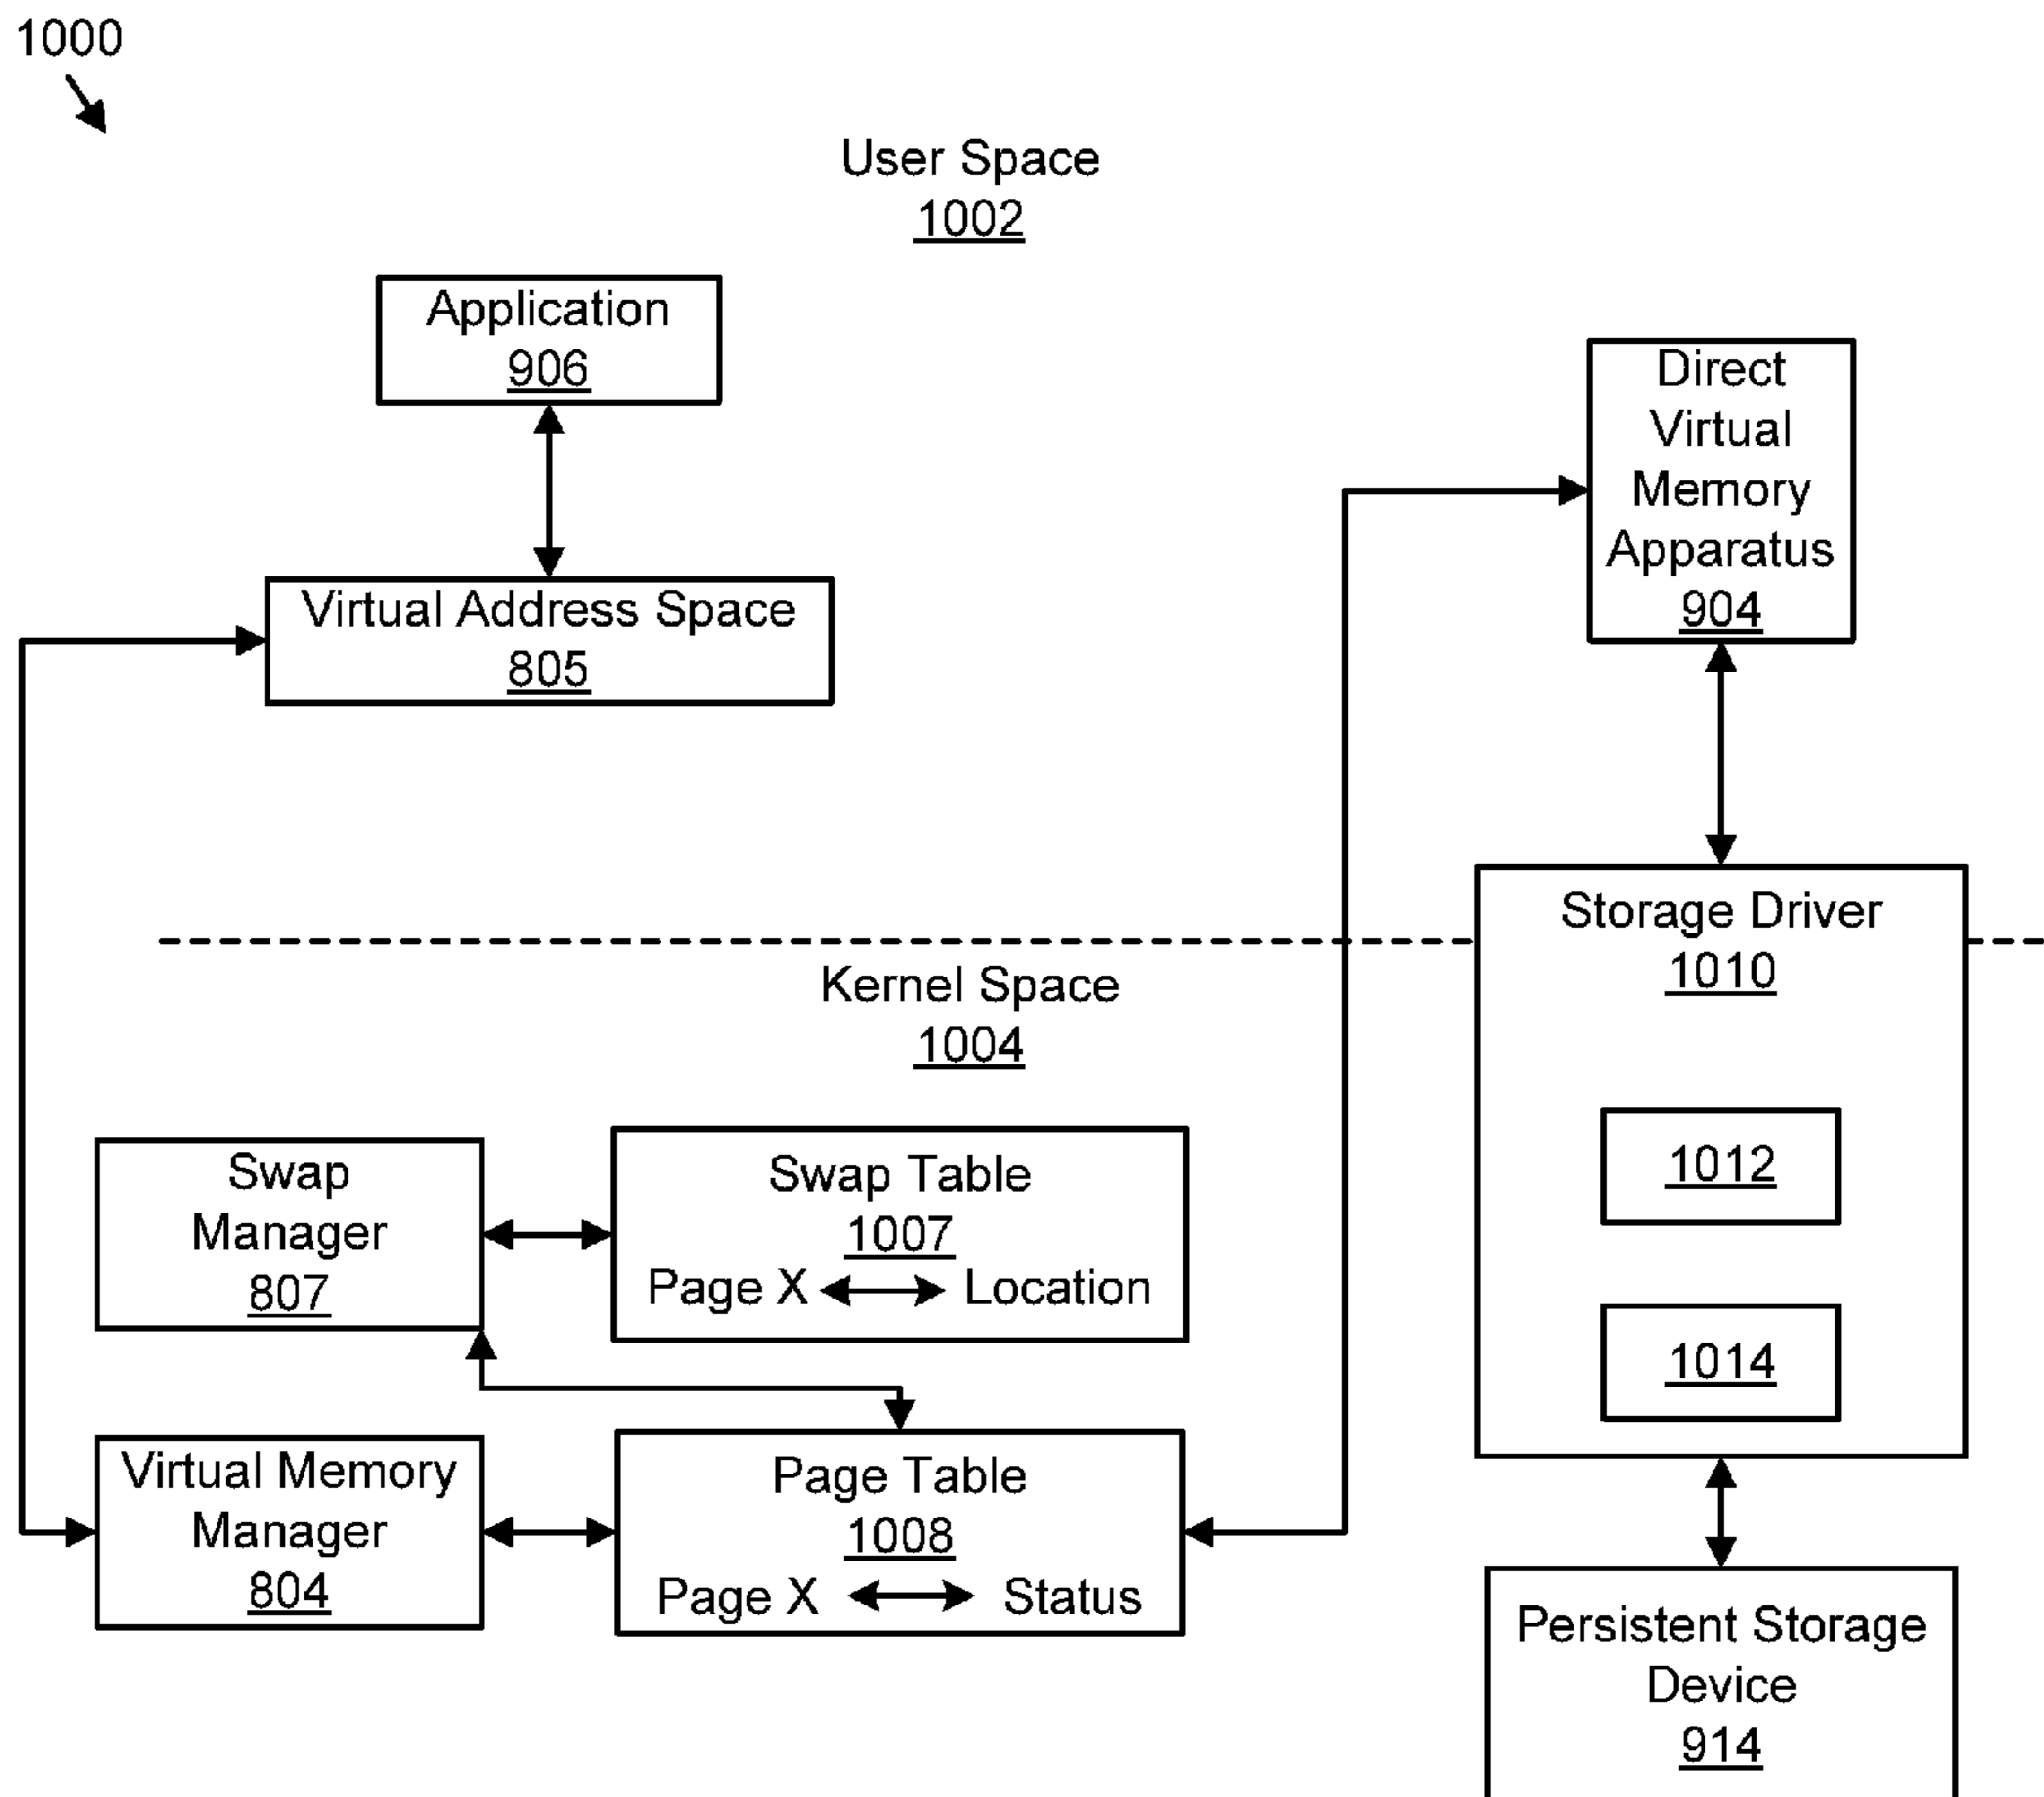 1000
User Space
1002
Application
906
Direct
Virtual
Memory
Apparatus
904
Virtual Address Space
805
Storage Driver
1010
Kernel Space
1004
1012
1014
Swap
Manager
807
Swap Table
1007
Page X Location
Virtual Memory
Manager
804
Page Table
1008
Page X Status
Persistent Storage
Device
914